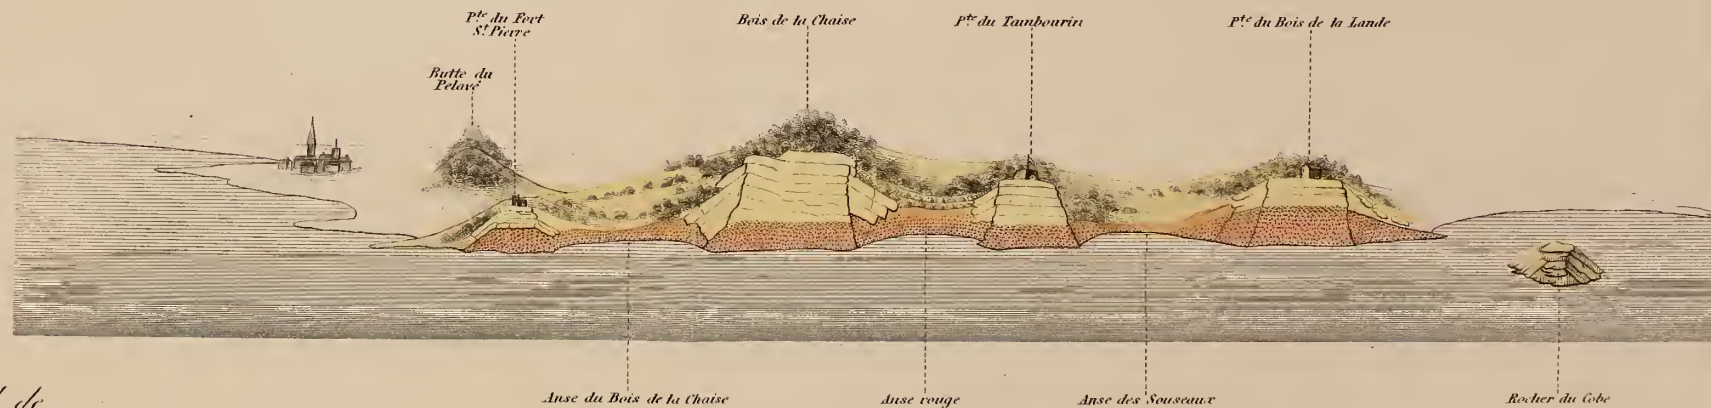 Pte du Fort
St Pierre
Bois de la Chaise
Pte du Tambourin
Pte du Bois de la Lande
Butte du
Pelavé
de
Anse du Bois de la Chaise
Anse rouge
Anse des Souseaux
Rocher du Cobe